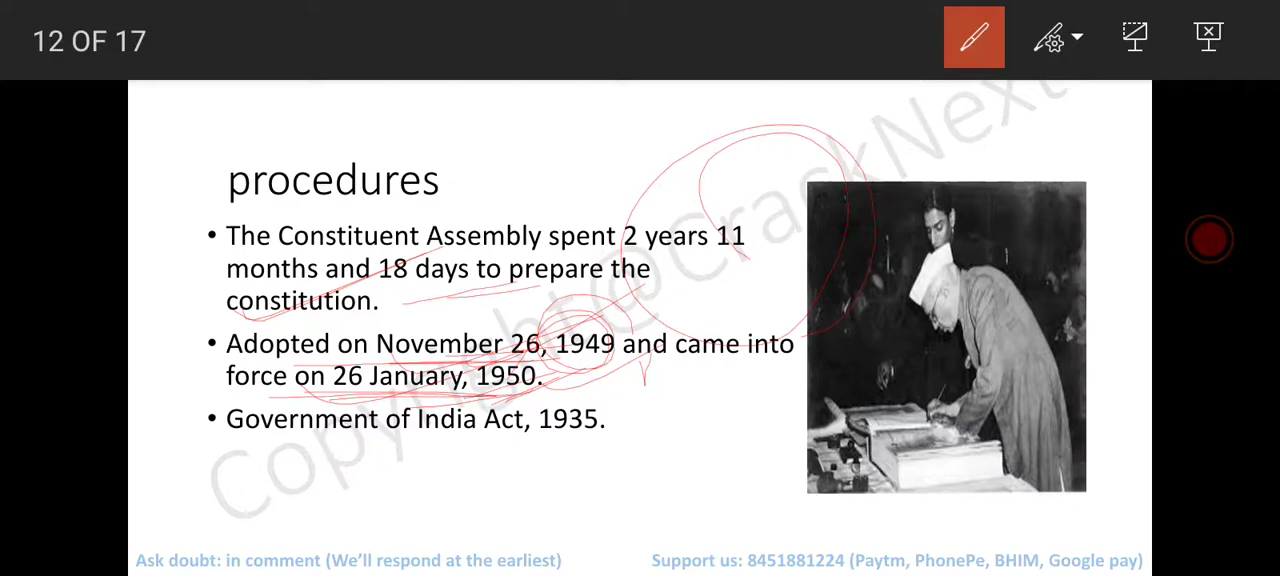 12 OF 17
procedures
• The Constituent Assembly spent 2 years 11
months and 18 days to prepare the
constitution.
• Adopted on November 26, 1949 and came into
force on 26 January, 1950.
• Government of India Act, 1935.
Copyright@CrackNext
Ask doubt: in comment (We'll respond at the earliest)
Support us: 8451881224 (Paytm, PhonePe, BHIM, Google pay)